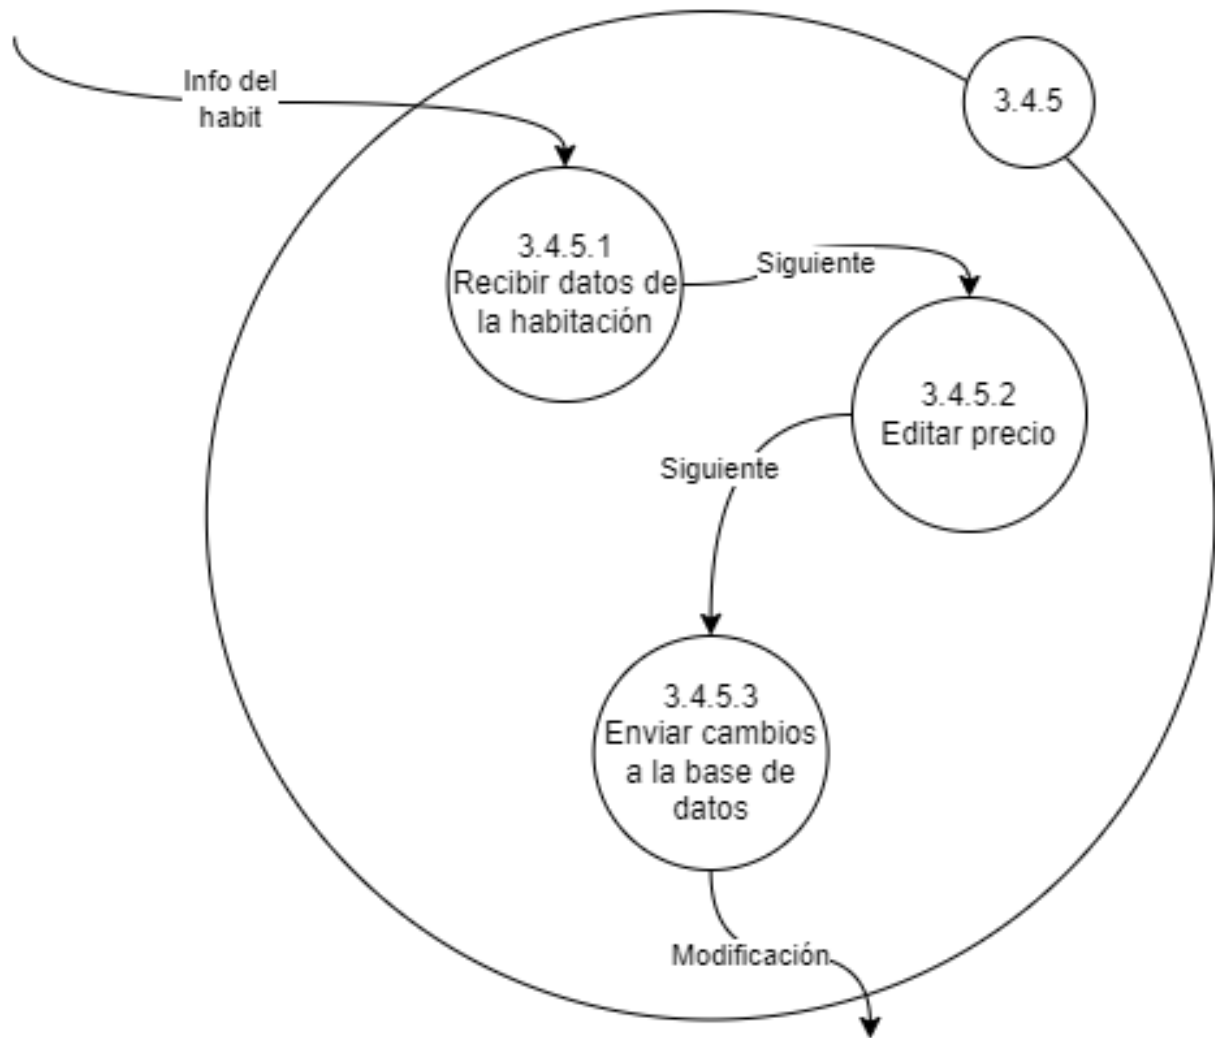 Info del
habit
3.4.5
3.4.5.1
Recibir datos de
la habitación
Siguiente
3.4.5.2
Editar precio
Siguiente
3.4.5.3
Enviar cambios
a la base de
datos
Modificación